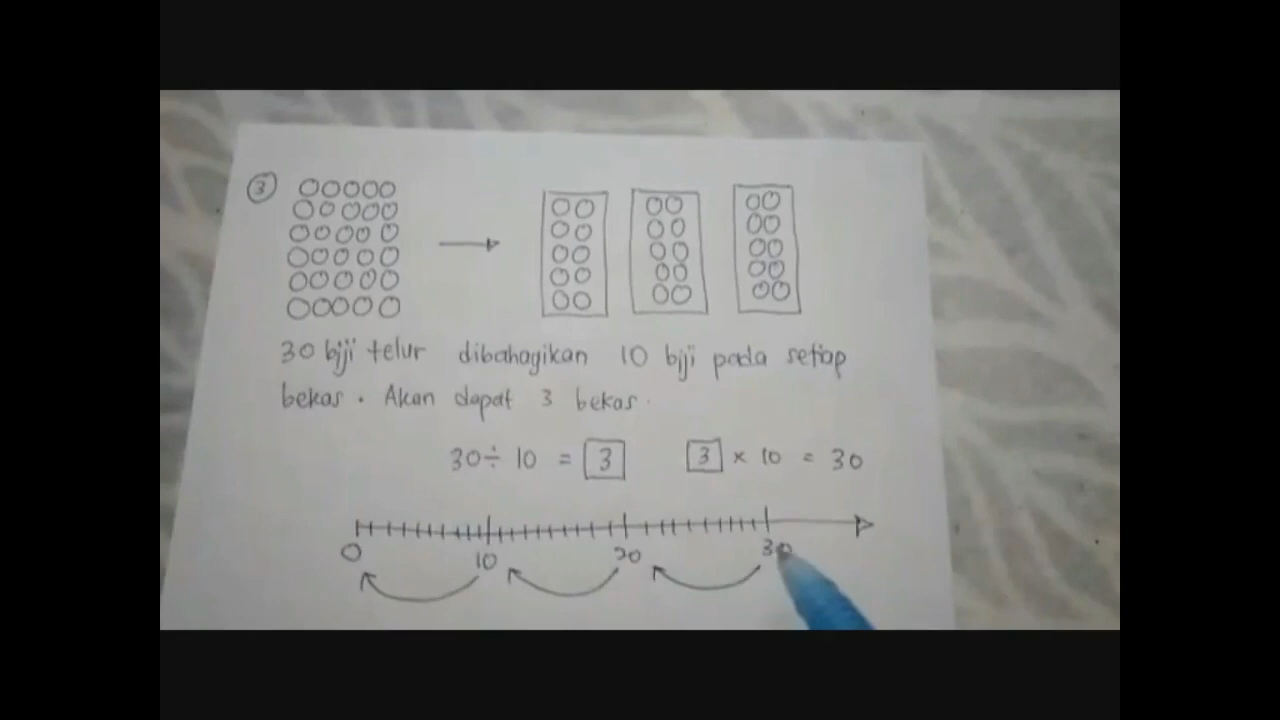 3
30 biji telur dibahagikan 10 biji pada setiap
bekas. Akan dapat 3 bekas.
30 ÷ 10 = 3 3 × 10 = 30
0 10 20 30